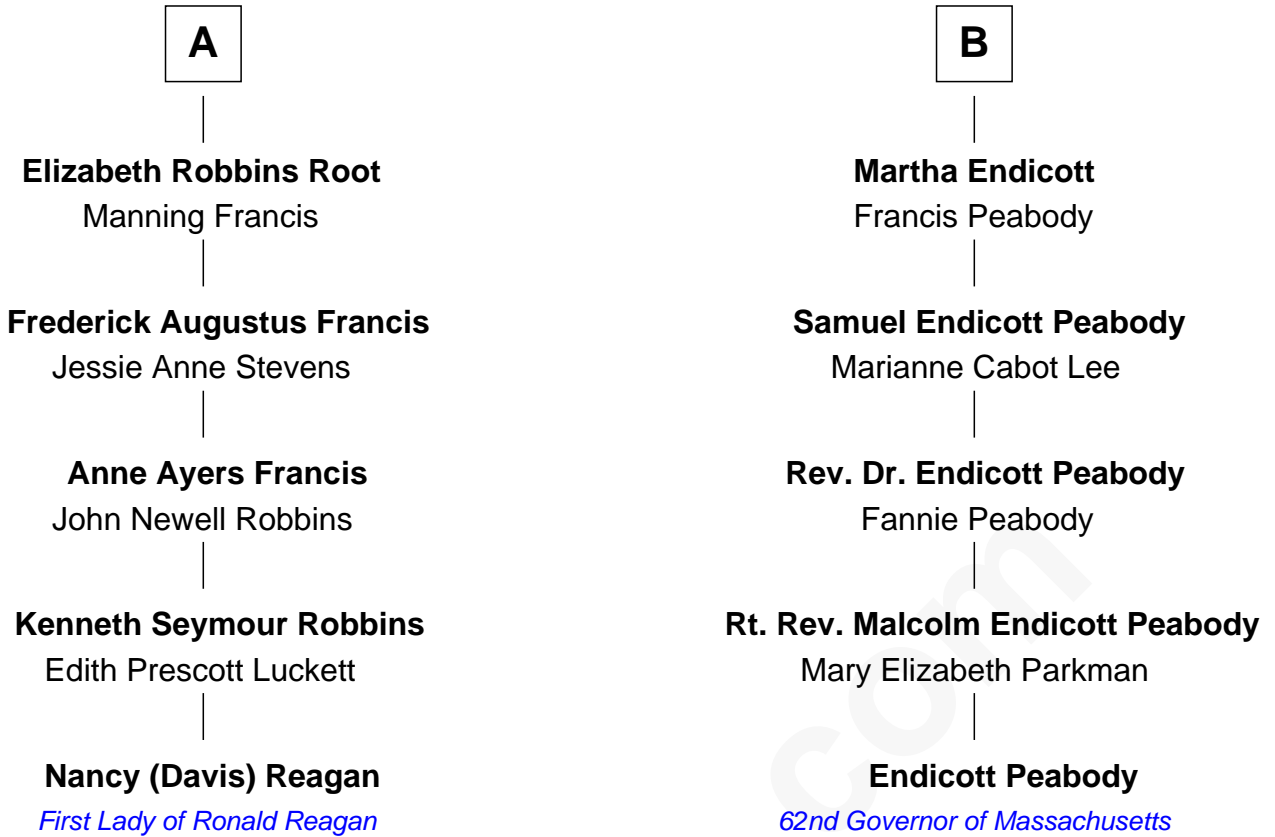 A
B
Elizabeth Robbins Root
Manning Francis
Martha Endicott
Francis Peabody
Frederick Augustus Francis
Jessie Anne Stevens
Samuel Endicott Peabody
Marianne Cabot Lee
Anne Ayers Francis
John Newell Robbins
Rev. Dr. Endicott Peabody
Fannie Peabody
Kenneth Seymour Robbins
Edith Prescott Luckett
Rt. Rev. Malcolm Endicott Peabody
Mary Elizabeth Parkman
Nancy (Davis) Reagan
First Lady of Ronald Reagan
Endicott Peabody
62nd Governor of Massachusetts
com